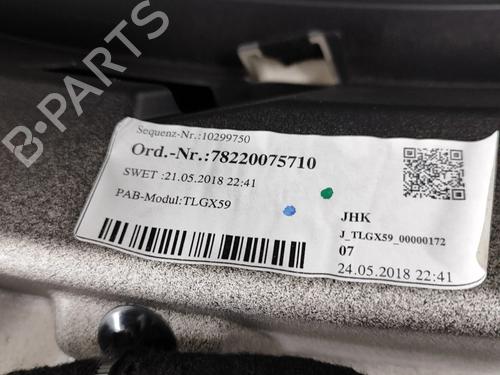 B-PARTS
Sequenz-Nr.:10299750
Ord.-Nr.:78220075710
SWET :21.05.2018 22:41
PAB-Modul:TLGX59
JHK
J_TLGX59_00000172
07
24.05.2018 22:41